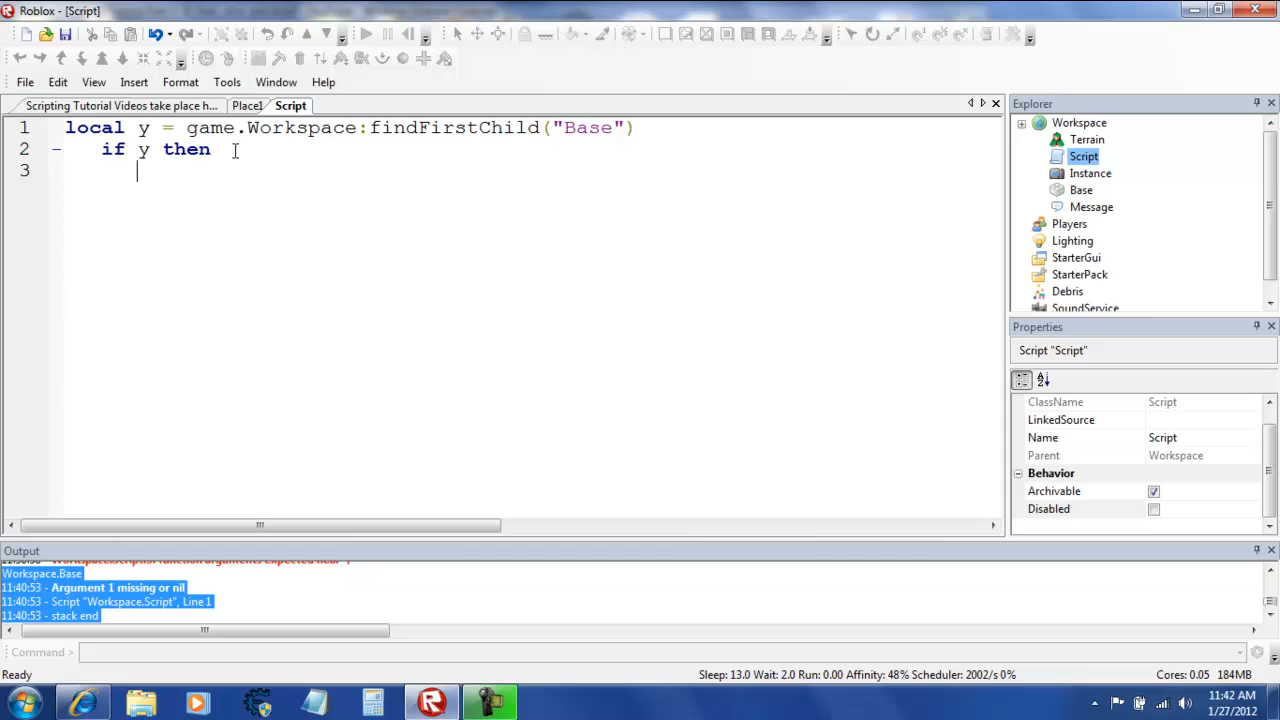 Roblox - [Script]
File Edit View Insert Format Tools Window Help
Scripting Tutorial Videos take place h... Place1 Script
1 local y = game.Workspace:findFirstChild("Base")
2 if y then
3
Explorer
Workspace
Terrain
Script
Instance
Base
Message
Players
Lighting
StarterGui
StarterPack
Debris
SoundService
Properties
Script "Script"
ClassName Script
LinkedSource
Name Script
Parent Workspace
Behavior
Archivable
Disabled
Output
Workspace.Base
11:40:53 - Argument 1 missing or nil
11:40:53 - Script "Workspace.Script", Line 1
11:40:53 - stack end
Command >
Ready
Sleep: 13.0 Wait: 2.0 Run: 0.00 Affinity: 48% Scheduler: 2002/s 0%
Cores: 0.05 184MB
11:42 AM
1/27/2012